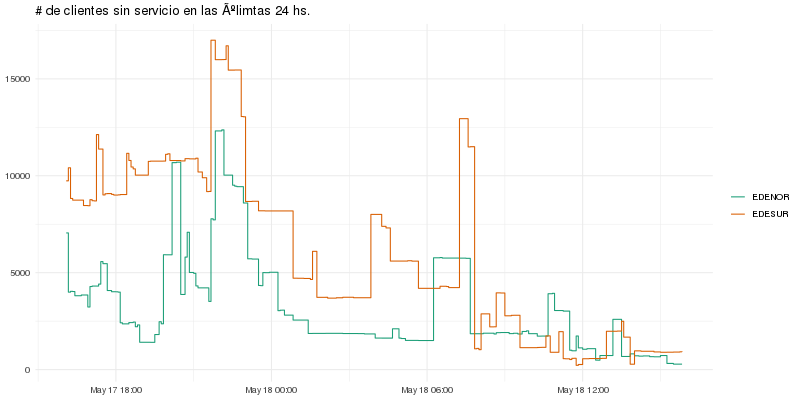 # de clientes sin servicio en las Ãºlimtas 24 hs.
15000
10000
5000
0
May 17 18:00
May 18 00:00
May 18 06:00
May 18 12:00
EDENOR
EDESUR